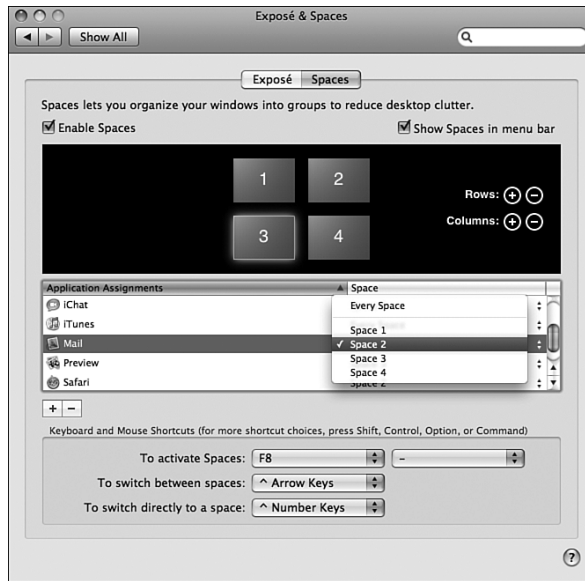 Exposé & Spaces
Show All
Exposé Spaces
Spaces lets you organize your windows into groups to reduce desktop clutter.
Enable Spaces Show Spaces in menu bar
1 2
Rows:
Columns:
3 4
Application Assignments Space
iChat Every Space
iTunes Space 1
Mail ✓ Space 2
Space 3
Preview Space 4
Safari Space 2
+ −
Keyboard and Mouse Shortcuts (for more shortcut choices, press Shift, Control, Option, or Command)
To activate Spaces: F8 –
To switch between spaces: ^ Arrow Keys
To switch directly to a space: ^ Number Keys
?